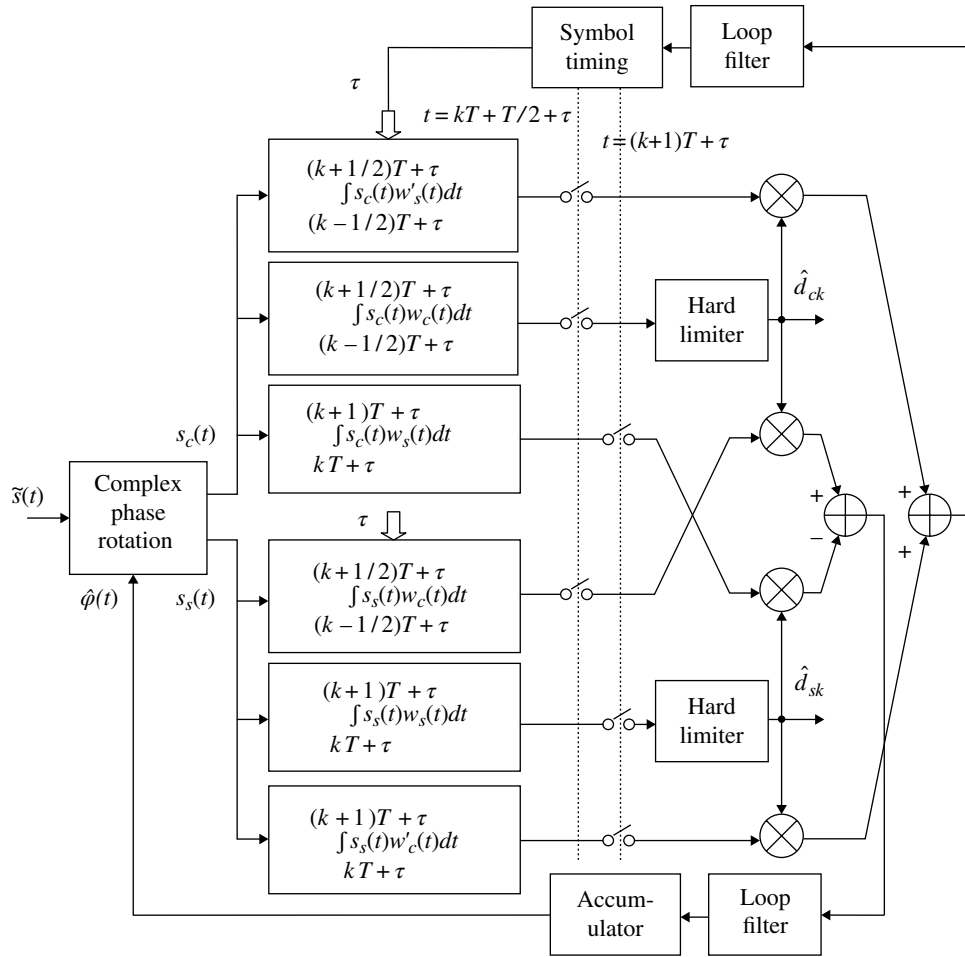 Symbol
timing
Loop
filter
τ
t = kT + T/2 + τ
t = (k+1)T + τ
(k + 1/2)T + τ
∫ s_c(t)w'_s(t)dt
(k – 1/2)T + τ
(k + 1/2)T + τ
∫ s_c(t)w_c(t)dt
(k – 1/2)T + τ
Hard
limiter
d̂_ck
(k + 1)T + τ
∫ s_c(t)w_s(t)dt
kT + τ
s_c(t)
s̃(t)
Complex
phase
rotation
+
–
+
+
τ
φ̂(t)
s_s(t)
(k + 1/2)T + τ
∫ s_s(t)w_c(t)dt
(k – 1/2)T + τ
(k + 1)T + τ
∫ s_s(t)w_s(t)dt
kT + τ
Hard
limiter
d̂_sk
(k + 1)T + τ
∫ s_s(t)w'_c(t)dt
kT + τ
Accum-
ulator
Loop
filter